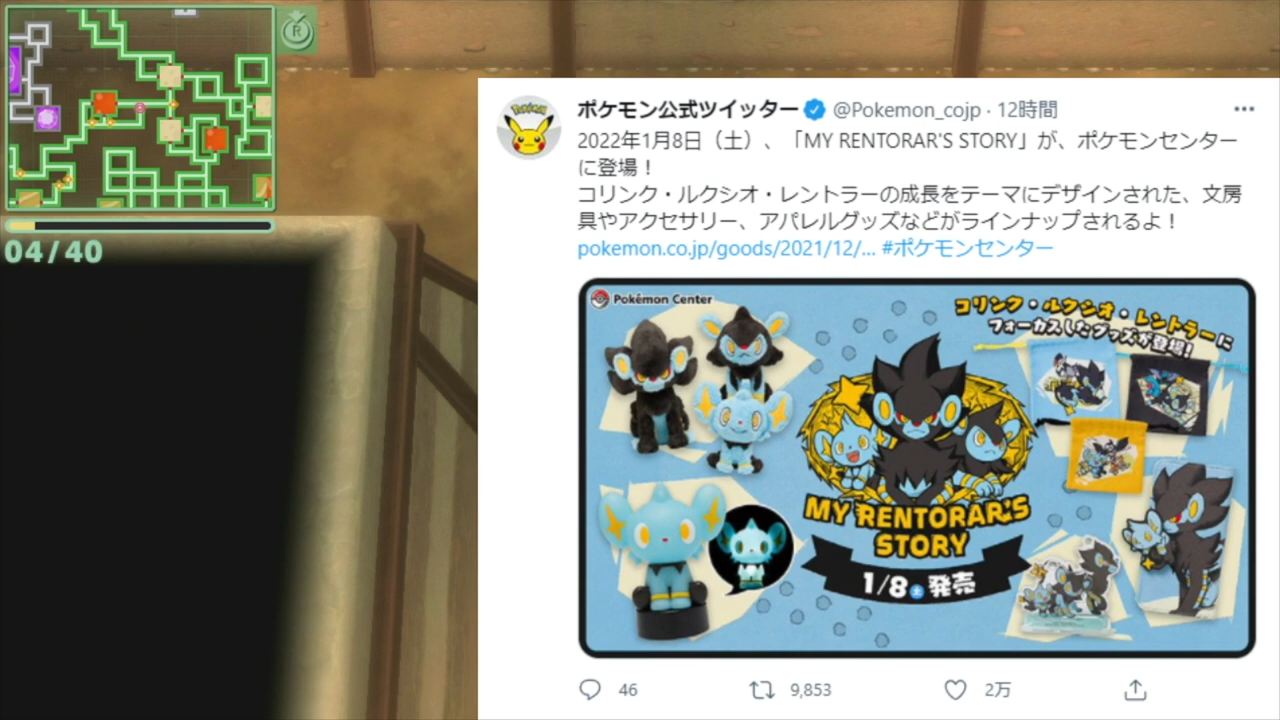 R
04/40
ポケモン公式ツイッター @Pokemon_cojp · 12時間
2022年1月8日（土）、「MY RENTORAR'S STORY」が、ポケモンセンター
に登場！
コリンク・ルクシオ・レントラーの成長をテーマにデザインされた、文房
具やアクセサリー、アパレルグッズなどがラインナップされるよ！
pokemon.co.jp/goods/2021/12/... #ポケモンセンター
Pokémon Center
コリンク・ルクシオ・レントラーに
フォーカスしたグッズが登場!
MY RENTORAR'S
STORY
1/8土発売
46
9,853
2万